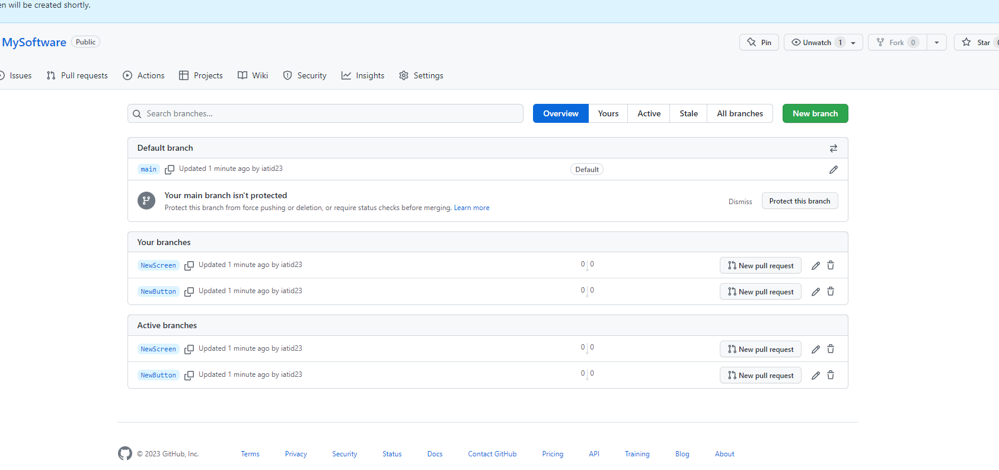 en will be created shortly.
MySoftware Public Pin Unwatch 1 Fork 0 Star
Issues Pull requests Actions Projects Wiki Security Insights Settings
Search branches... Overview Yours Active Stale All branches New branch
Default branch
main Updated 1 minute ago by iatid23 Default
Your main branch isn't protected
Protect this branch from force pushing or deletion, or require status checks before merging. Learn more Dismiss Protect this branch
Your branches
NewScreen Updated 1 minute ago by iatid23 0 0 New pull request
NewButton Updated 1 minute ago by iatid23 0 0 New pull request
Active branches
NewScreen Updated 1 minute ago by iatid23 0 0 New pull request
NewButton Updated 1 minute ago by iatid23 0 0 New pull request
© 2023 GitHub, Inc. Terms Privacy Security Status Docs Contact GitHub Pricing API Training Blog About